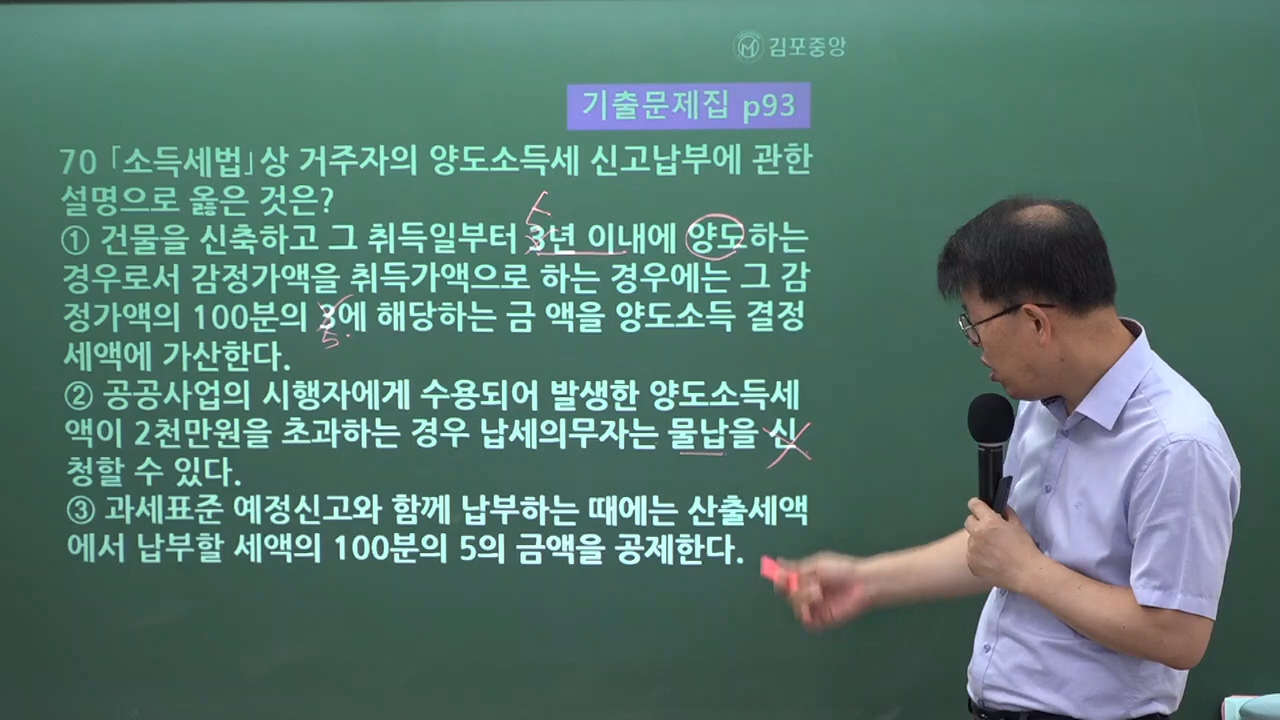 김포중앙
기출문제집 p93
70 「소득세법」상 거주자의 양도소득세 신고납부에 관한
설명으로 옳은 것은?
5
① 건물을 신축하고 그 취득일부터 3년 이내에 양도하는
경우로서 감정가액을 취득가액으로 하는 경우에는 그 감
정가액의 100분의 3에 해당하는 금 액을 양도소득 결정
5
세액에 가산한다.
② 공공사업의 시행자에게 수용되어 발생한 양도소득세
액이 2천만원을 초과하는 경우 납세의무자는 물납을 신
청할 수 있다.
③ 과세표준 예정신고와 함께 납부하는 때에는 산출세액
에서 납부할 세액의 100분의 5의 금액을 공제한다.